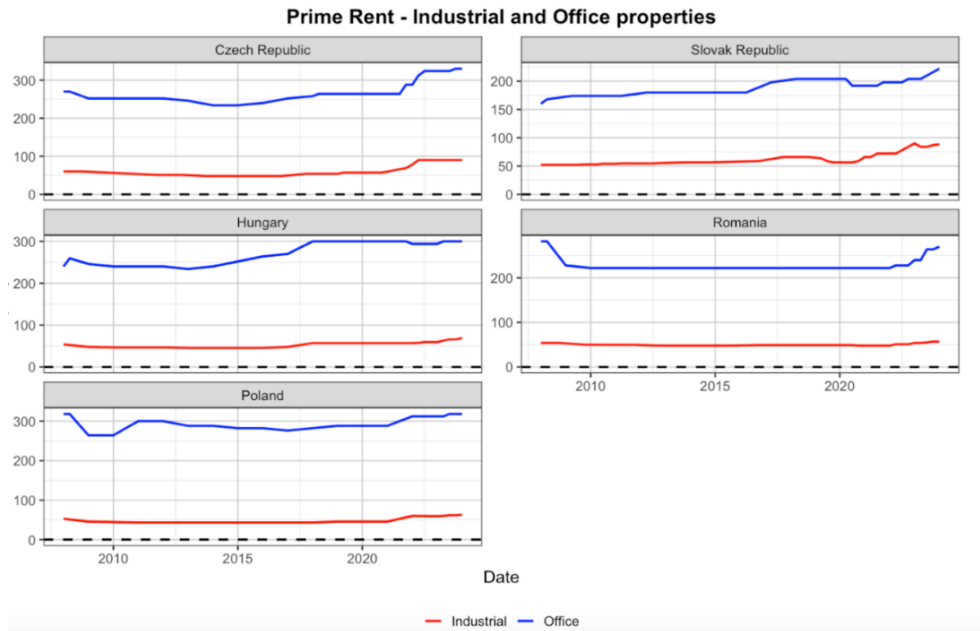 Prime Rent - Industrial and Office properties
Czech Republic
300
200
100
0
Slovak Republic
200
150
100
50
0
Hungary
300
200
100
0
Romania
200
100
0
2010 2015 2020
Poland
300
200
100
0
2010 2015 2020
Date
Industrial Office